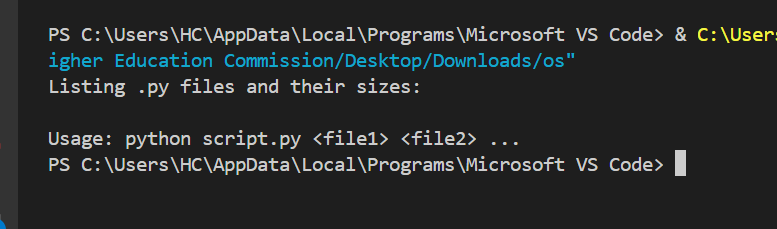 PS C:\Users\HC\AppData\Local\Programs\Microsoft VS Code> & C:\Users
igher Education Commission/Desktop/Downloads/os"
Listing .py files and their sizes:
Usage: python script.py <file1> <file2> ...
PS C:\Users\HC\AppData\Local\Programs\Microsoft VS Code>